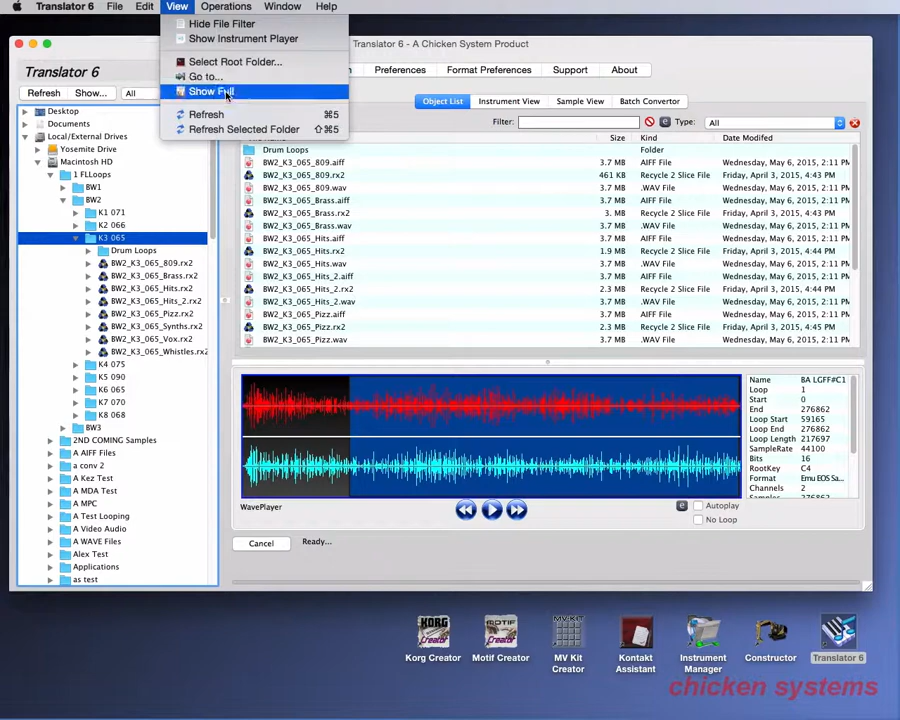 Translator 6 File Edit View Operations Window Help
Hide File Filter
Show Instrument Player
Select Root Folder...
Go to...
Show Full
Refresh ⌘5
Refresh Selected Folder ⇧⌘5
Translator 6 - A Chicken System Product
Translator 6
Preferences Format Preferences Support About
Refresh Show... All
Object List Instrument View Sample View Batch Convertor
Filter: e Type: All
Size Kind Date Modifed
Desktop
Documents
Local/External Drives
Yosemite Drive
Macintosh HD
1 FLLoops
BW1
BW2
K1 071
K2 066
K3 065
Drum Loops
BW2_K3_065_809.rx2
BW2_K3_065_Brass.rx2
BW2_K3_065_Hits.rx2
BW2_K3_065_Hits_2.rx2
BW2_K3_065_Pizz.rx2
BW2_K3_065_Synths.rx2
BW2_K3_065_Vox.rx2
BW2_K3_065_Whistles.rx2
K4 075
K5 090
K6 065
K7 070
K8 068
BW3
2ND COMING Samples
A AIFF Files
a conv 2
A Kez Test
A MDA Test
A MPC
A Test Looping
A Video Audio
A WAVE Files
Alex Test
Applications
as test
Drum Loops Folder
BW2_K3_065_809.aiff 3.7 MB AIFF File Wednesday, May 6, 2015, 2:11 PM
BW2_K3_065_809.rx2 461 KB Recycle 2 Slice File Friday, April 3, 2015, 4:43 PM
BW2_K3_065_809.wav 3.7 MB .WAV File Wednesday, May 6, 2015, 2:11 PM
BW2_K3_065_Brass.aiff 3.7 MB AIFF File Wednesday, May 6, 2015, 2:11 PM
BW2_K3_065_Brass.rx2 3. MB Recycle 2 Slice File Friday, April 3, 2015, 4:43 PM
BW2_K3_065_Brass.wav 3.7 MB .WAV File Wednesday, May 6, 2015, 2:11 PM
BW2_K3_065_Hits.aiff 3.7 MB AIFF File Wednesday, May 6, 2015, 2:11 PM
BW2_K3_065_Hits.rx2 1.9 MB Recycle 2 Slice File Friday, April 3, 2015, 4:43 PM
BW2_K3_065_Hits.wav 3.7 MB .WAV File Wednesday, May 6, 2015, 2:11 PM
BW2_K3_065_Hits_2.aiff 3.7 MB AIFF File Wednesday, May 6, 2015, 2:11 PM
BW2_K3_065_Hits_2.rx2 2.3 MB Recycle 2 Slice File Friday, April 3, 2015, 4:44 PM
BW2_K3_065_Hits_2.wav 3.7 MB .WAV File Wednesday, May 6, 2015, 2:11 PM
BW2_K3_065_Pizz.aiff 3.7 MB AIFF File Wednesday, May 6, 2015, 2:11 PM
BW2_K3_065_Pizz.rx2 2.3 MB Recycle 2 Slice File Friday, April 3, 2015, 4:45 PM
BW2_K3_065_Pizz.wav 3.7 MB .WAV File Wednesday, May 6, 2015, 2:11 PM
Name BA LGFF#C1
Loop 1
Start 0
End 276862
Loop Start 59165
Loop End 276862
Loop Length 217697
SampleRate 44100
Bits 16
RootKey C4
Format Emu EOS Sa...
Channels 2
Samples 276862
WavePlayer
e Autoplay
No Loop
Cancel Ready...
KORG Creator
MOTIF Creator
MV-KIT
Korg Creator
Motif Creator
MV Kit Creator
Kontakt Assistant
Instrument Manager
Constructor
Translator 6
chicken systems